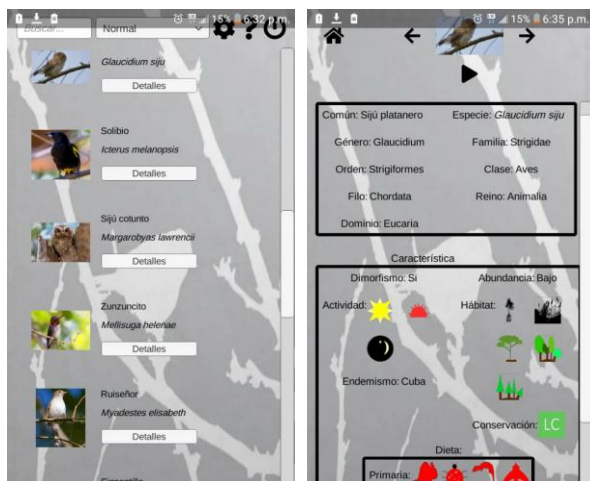 15% 6:32 p.m.
Buscar...
Normal
Glaucidium siju
Detalles
Solibio
Icterus melanopsis
Detalles
Sijú cotunto
Margarobyas lawrencii
Detalles
Zunzuncito
Mellisuga helenae
Detalles
Ruiseñor
Myadestes elisabeth
Detalles
15% 6:35 p.m.
Común: Sijú platanero Especie: Glaucidium siju
Género: Glaucidium Familia: Strigidae
Orden: Strigiformes Clase: Aves
Filo: Chordata Reino: Animalia
Dominio: Eucaria
Característica
Dimorfismo: Si Abundancia: Bajo
Actividad: Hábitat:
Endemismo: Cuba
Conservación: LC
Dieta:
Primaria: